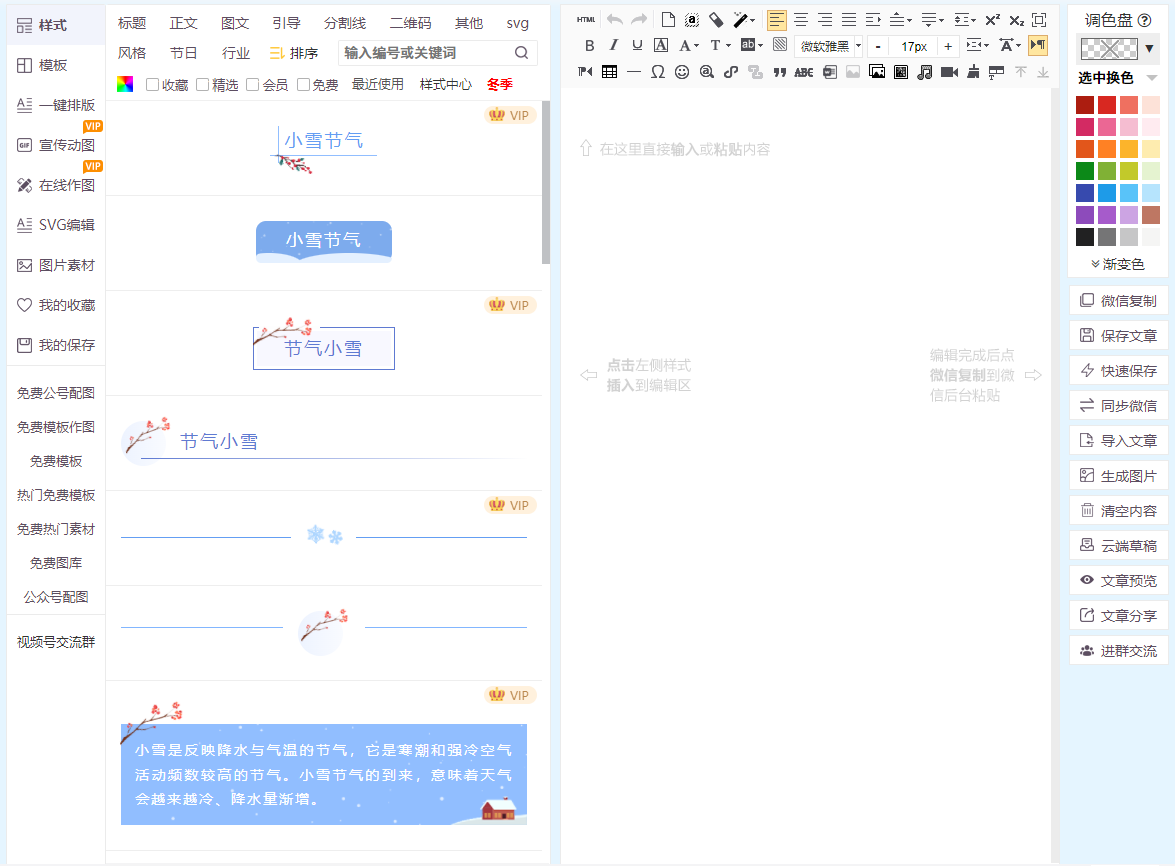 样式
模板
一键排版
VIP
宣传动图
VIP
在线作图
SVG编辑
图片素材
我的收藏
我的保存
免费公号配图
免费模板作图
免费模板
热门免费模板
免费热门素材
免费图库
公众号配图
视频号交流群
标题 正文 图文 引导 分割线 二维码 其他 svg
风格 节日 行业 排序 输入编号或关键词
收藏 精选 会员 免费 最近使用 样式中心 冬季
VIP
小雪节气
小雪节气
VIP
节气小雪
节气小雪
VIP
VIP
小雪是反映降水与气温的节气，它是寒潮和强冷空气
活动频数较高的节气。小雪节气的到来，意味着天气
会越来越冷、降水量渐增。
HTML
B I U A A T ab 微软雅黑 - 17px + A
ABC
在这里直接输入或粘贴内容
点击左侧样式
插入到编辑区
编辑完成后点
微信复制到微
信后台粘贴
调色盘
选中换色
渐变色
微信复制
保存文章
快速保存
同步微信
导入文章
生成图片
清空内容
云端草稿
文章预览
文章分享
进群交流